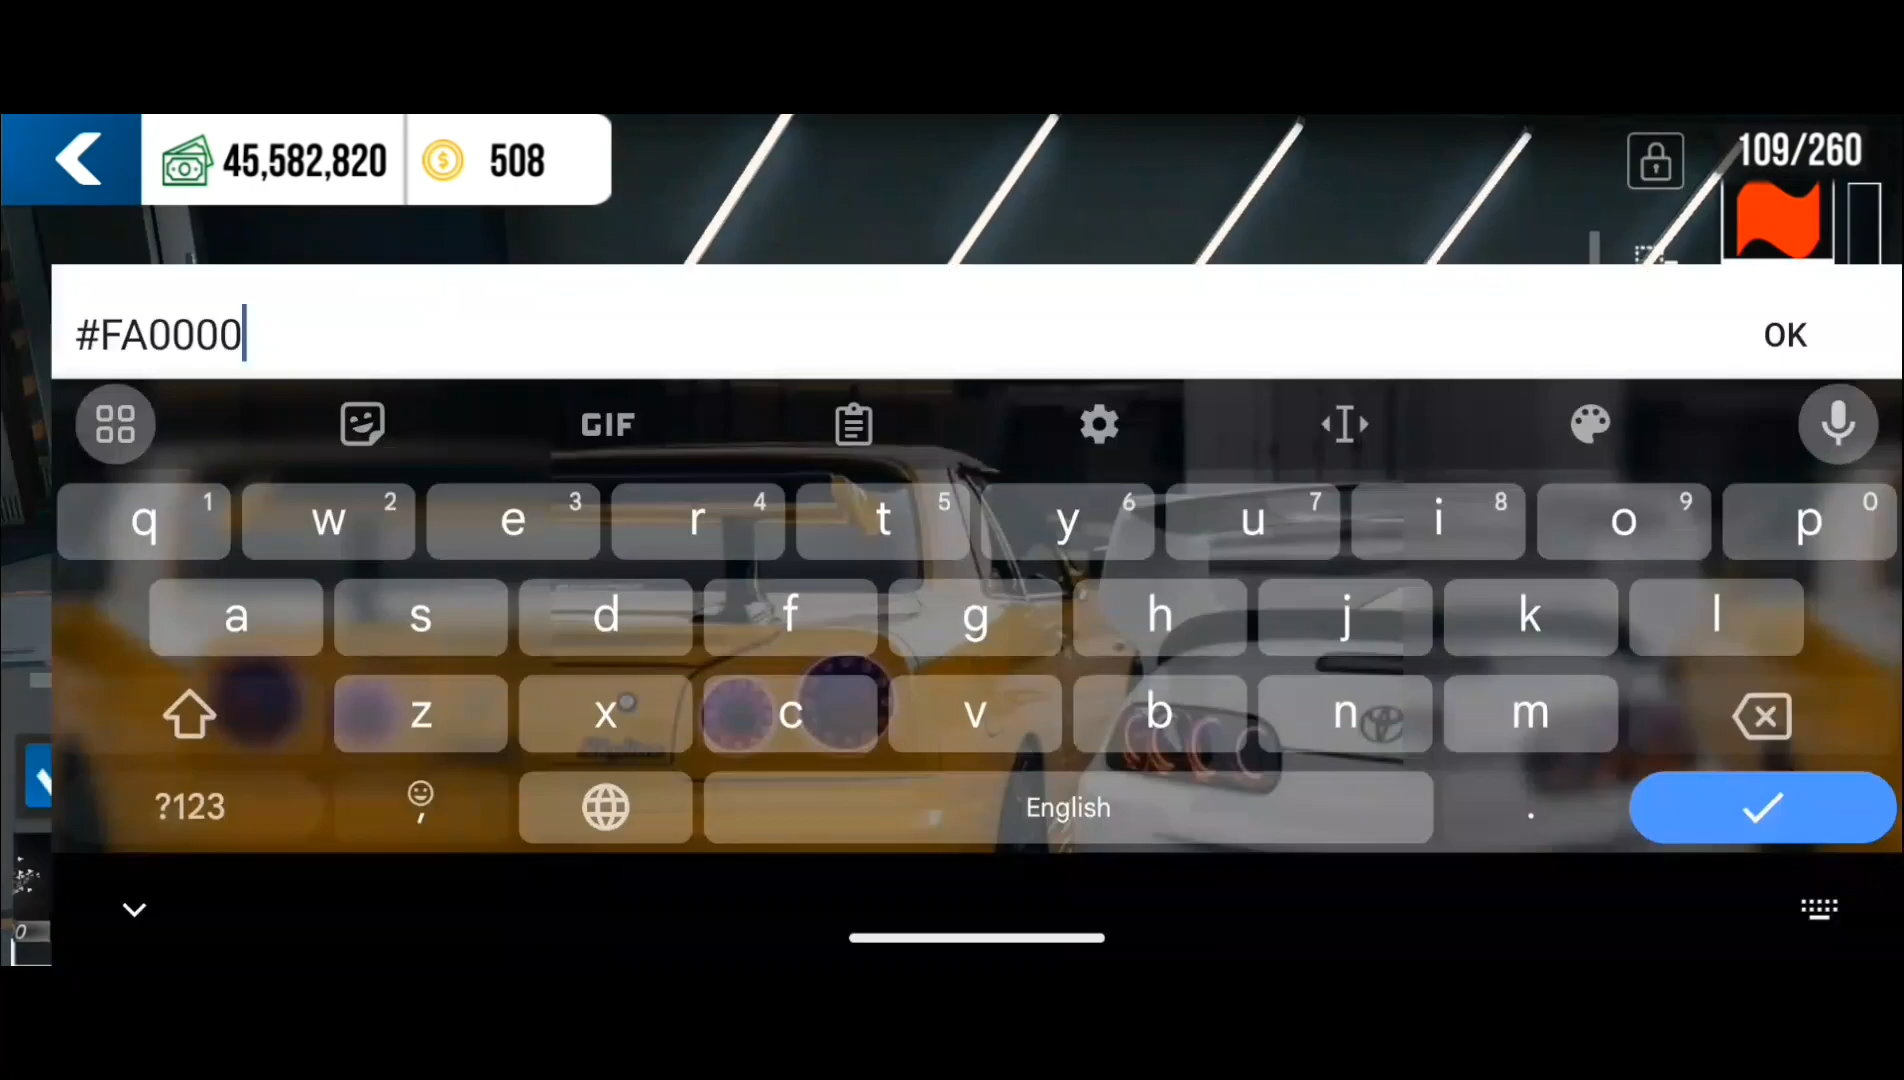 45,582,820 508
109/260
#FA0000 OK
GIF
q 1 w 2 e 3 r 4 t 5 y 6 u 7 i 8 o 9 p 0
a s d f g h j k l
z x c v b n m
?123 , English .
0